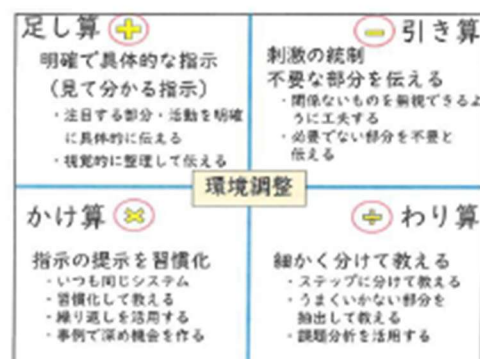 足し算 +
明確で具体的な指示
(見て分かる指示)
・注目する部分・活動を明確
に具体的に伝える
・視覚的に整理して伝える
− 引き算
刺激の統制
不要な部分を伝える
・関係ないものを無視できるよ
うに工夫する
・必要でない部分を不要と
伝える
環境調整
かけ算 ×
指示の提示を習慣化
・いつも同じシステム
・習慣化して教える
・繰り返しを活用する
・事例で深め機会を作る
÷ わり算
細かく分けて教える
・ステップに分けて教える
・うまくいかない部分を
抽出して教える
・課題分析を活用する